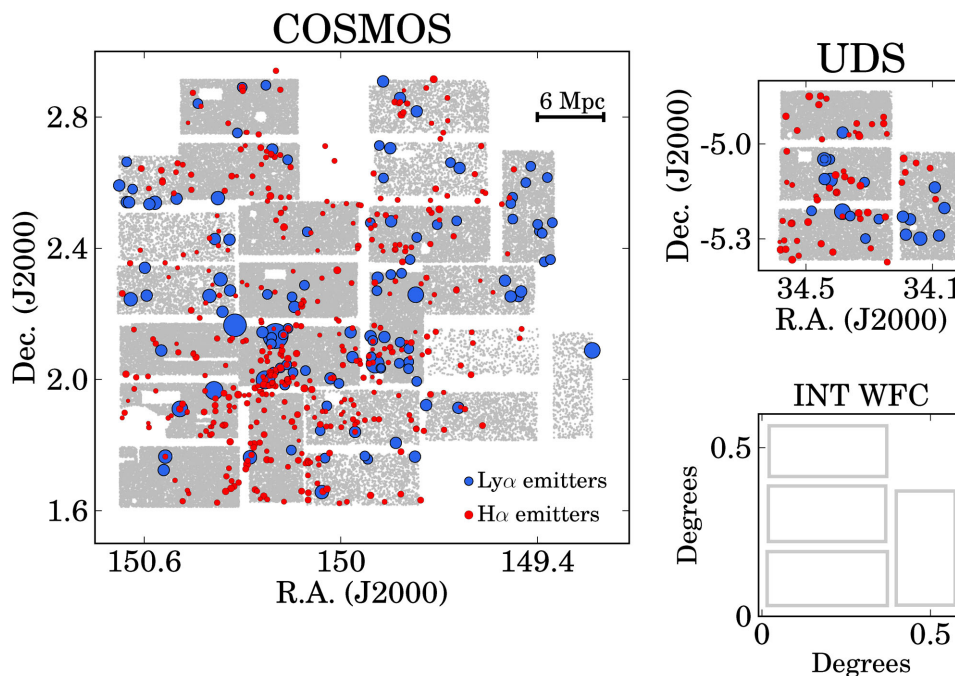 COSMOS
Dec. (J2000)
2.8
2.4
2.0
1.6
6 Mpc
Lyα emitters
Hα emitters
150.6
150
149.4
R.A. (J2000)
UDS
Dec. (J2000)
-5.0
-5.3
34.5
34.1
R.A. (J2000)
INT WFC
Degrees
0.5
0
0
0.5
Degrees